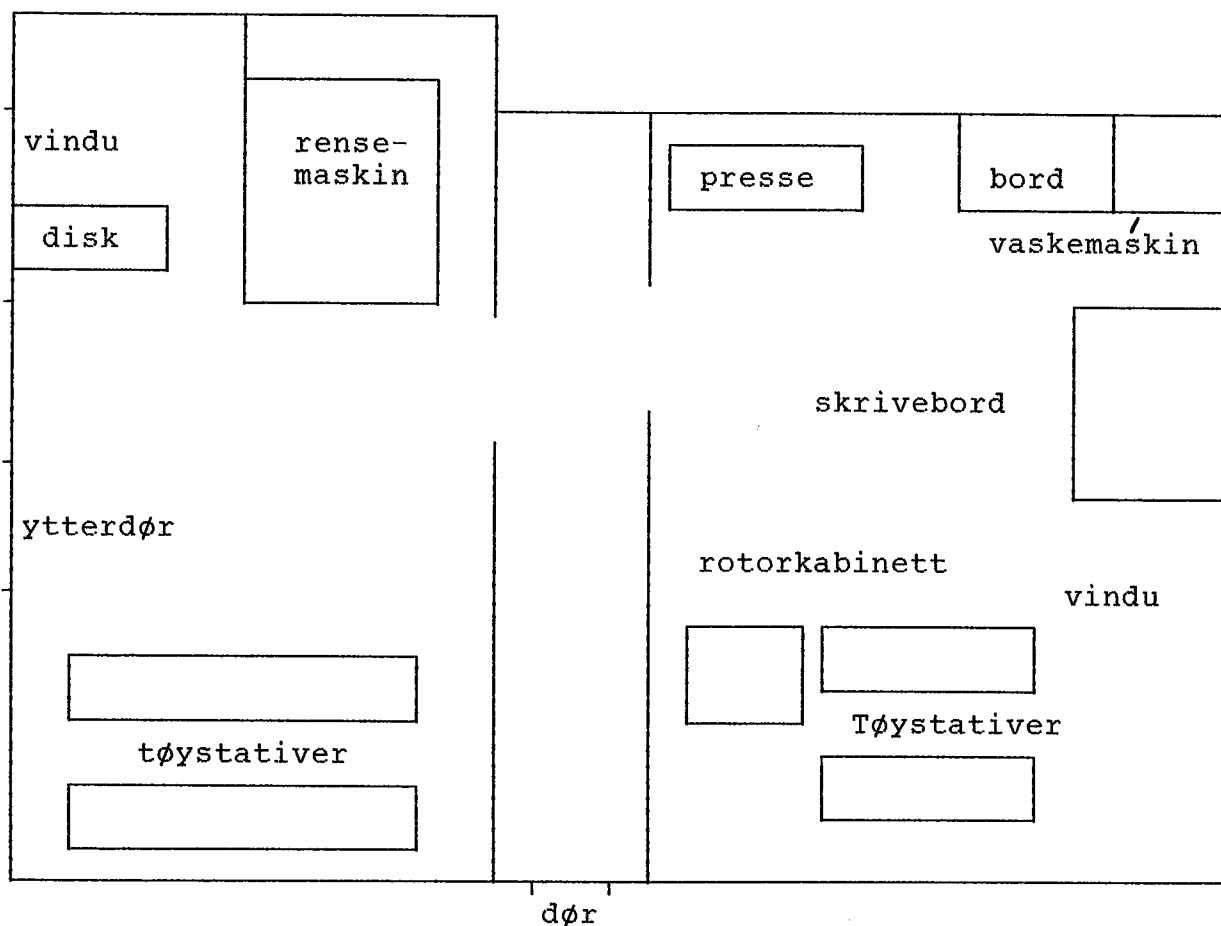 vindu
rense-
maskin
disk
presse
bord
vaskemaskin
skrivebord
ytterdør
rotorkabinett
vindu
tøystativer
Tøystativer
dør